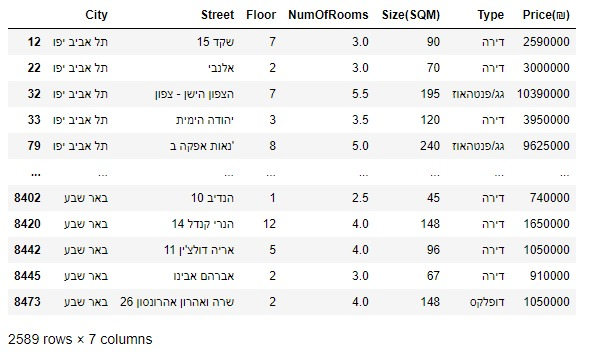 City Street Floor NumOfRooms Size(SQM) Type Price(₪)
12 תל אביב יפו שקד 15 7 3.0 90 דירה 2590000
22 תל אביב יפו אלנבי 2 3.0 70 דירה 3000000
32 תל אביב יפו הצפון הישן - צפון 7 5.5 195 גג/פנטהאוז 10390000
33 תל אביב יפו יהודה הימית 3 3.5 120 דירה 3950000
79 תל אביב יפו נאות אפקה ב' 8 5.0 240 גג/פנטהאוז 9625000
... ... ... ... ... ... ... ...
8402 באר שבע הנדיב 10 1 2.5 45 דירה 740000
8420 באר שבע הנרי קנדל 14 12 4.0 148 דירה 1650000
8442 באר שבע אריה דולצ'ין 11 5 4.0 96 דירה 1050000
8445 באר שבע אברהם אבינו 2 3.0 67 דירה 910000
8473 באר שבע שרה ואהרון אהרונסון 26 2 4.0 148 דופלקס 1050000
2589 rows × 7 columns